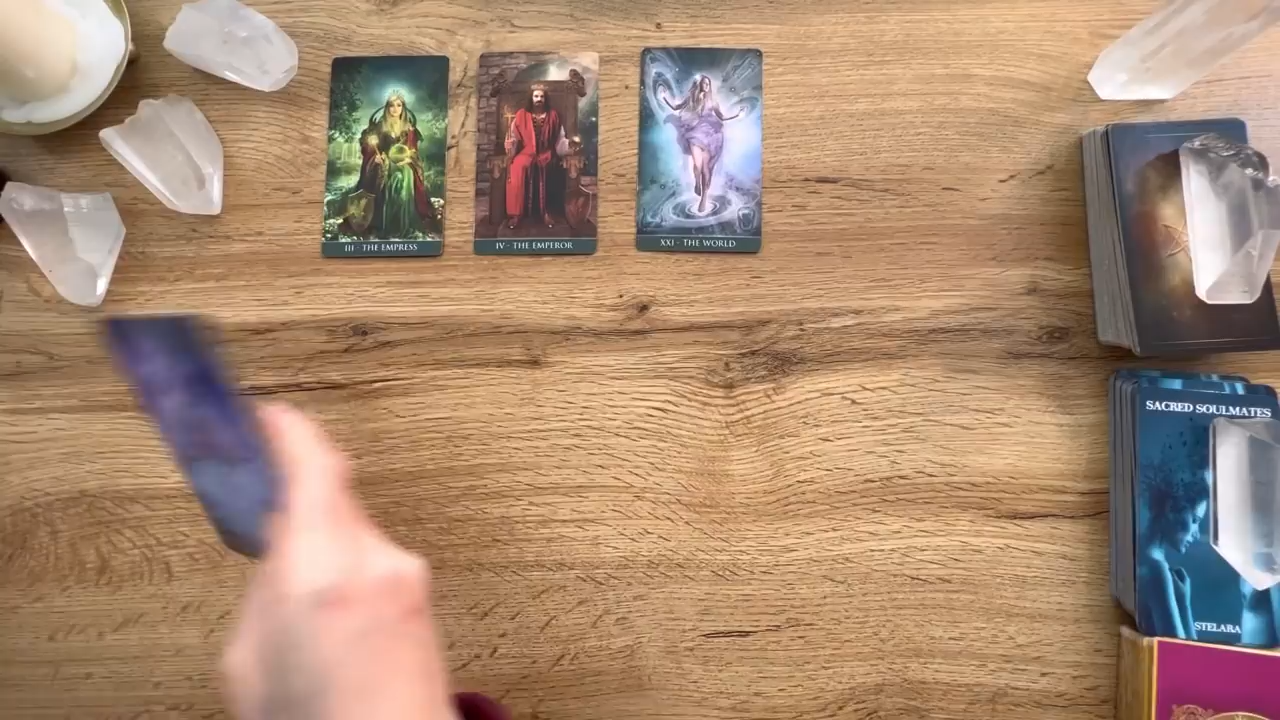 III - THE EMPRESS
IV - THE EMPEROR
XXI - THE WORLD
SACRED SOULMATES
STELARA